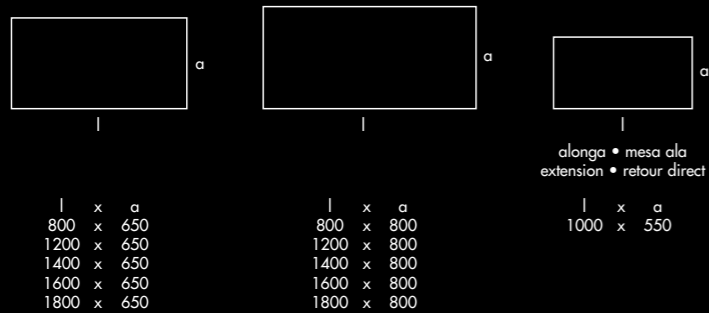 a
l
a
l
a
l
alonga • mesa ala
extension • retour direct
l x a
800 x 650
1200 x 650
1400 x 650
1600 x 650
1800 x 650
l x a
800 x 800
1200 x 800
1400 x 800
1600 x 800
1800 x 800
l x a
1000 x 550